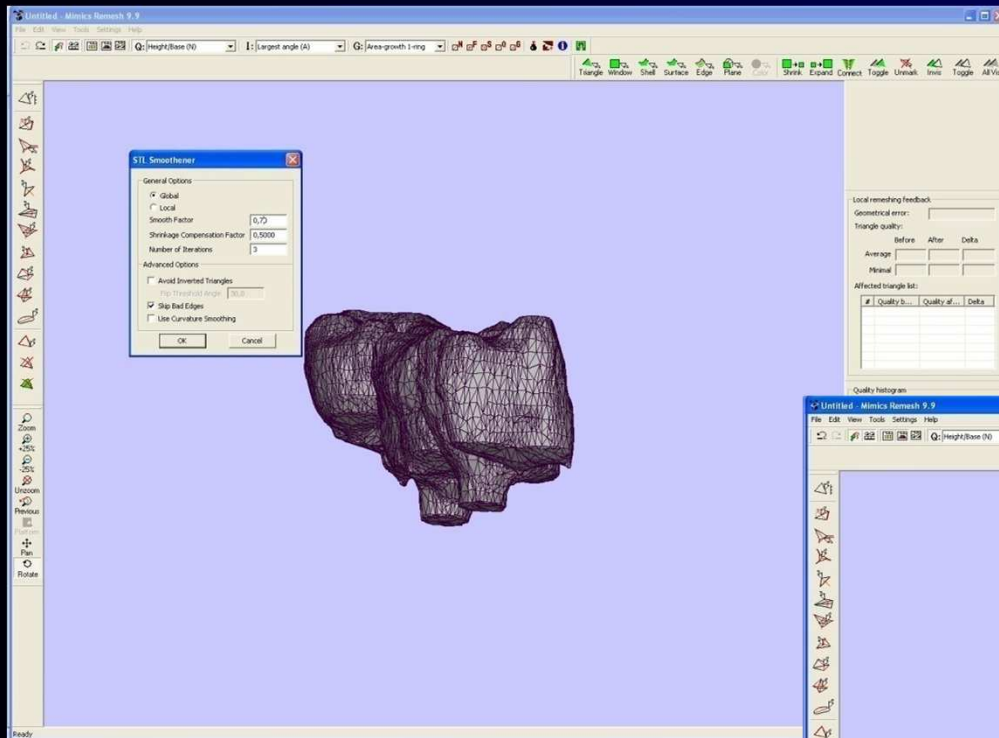 Untitled - Mimics Remesh 9.9
File Edit View Tools Settings Help
Q: Height/Base (N) I: Largest angle (A) G: Area-growth 1-ring
Triangle Window Shell Surface Edge Plane Color Shrink Expand Connect Toggle Unmark Invis Toggle All Vis
STL Smoothener
General Options
Global
Local
Smooth Factor 0,70
Shrinkage Compensation Factor 0,5000
Number of Iterations 3
Advanced Options
Avoid Inverted Triangles
Flip Threshold Angle 30,0
Skip Bad Edges
Use Curvature Smoothing
OK Cancel
Local remeshing feedback
Geometrical error:
Triangle quality:
Before After Delta
Average
Minimal
Affected triangle list:
# Quality b... Quality af... Delta
Quality histogram
Zoom
+25%
-25%
Unzoom
Previous
Pan
Rotate
Ready
Untitled - Mimics Remesh 9.9
File Edit View Tools Settings Help
Q: Height/Base (N)